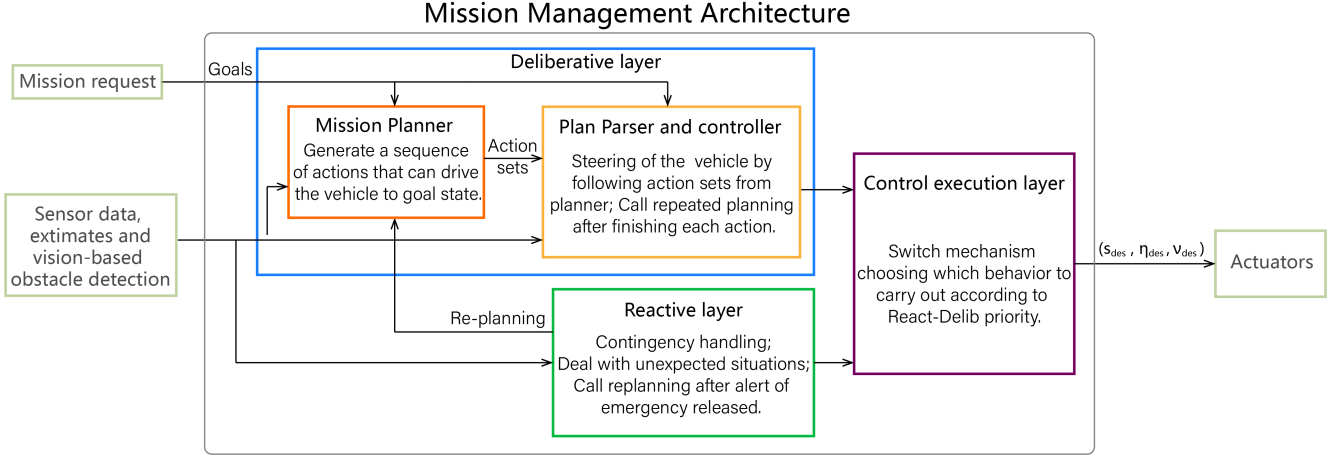 Mission Management Architecture
Mission request
Goals
Deliberative layer
Mission Planner
Generate a sequence
of actions that can drive
the vehicle to goal state.
Action
sets
Plan Parser and controller
Steering of the vehicle by
following action sets from
planner; Call repeated planning
after finishing each action.
Sensor data,
extimates and
vision-based
obstacle detection
Re-planning
Reactive layer
Contingency handling;
Deal with unexpected situations;
Call replanning after alert of
emergency released.
Control execution layer
Switch mechanism
choosing which behavior to
carry out according to
React-Delib priority.
(s_des , η_des, ν_des )
Actuators